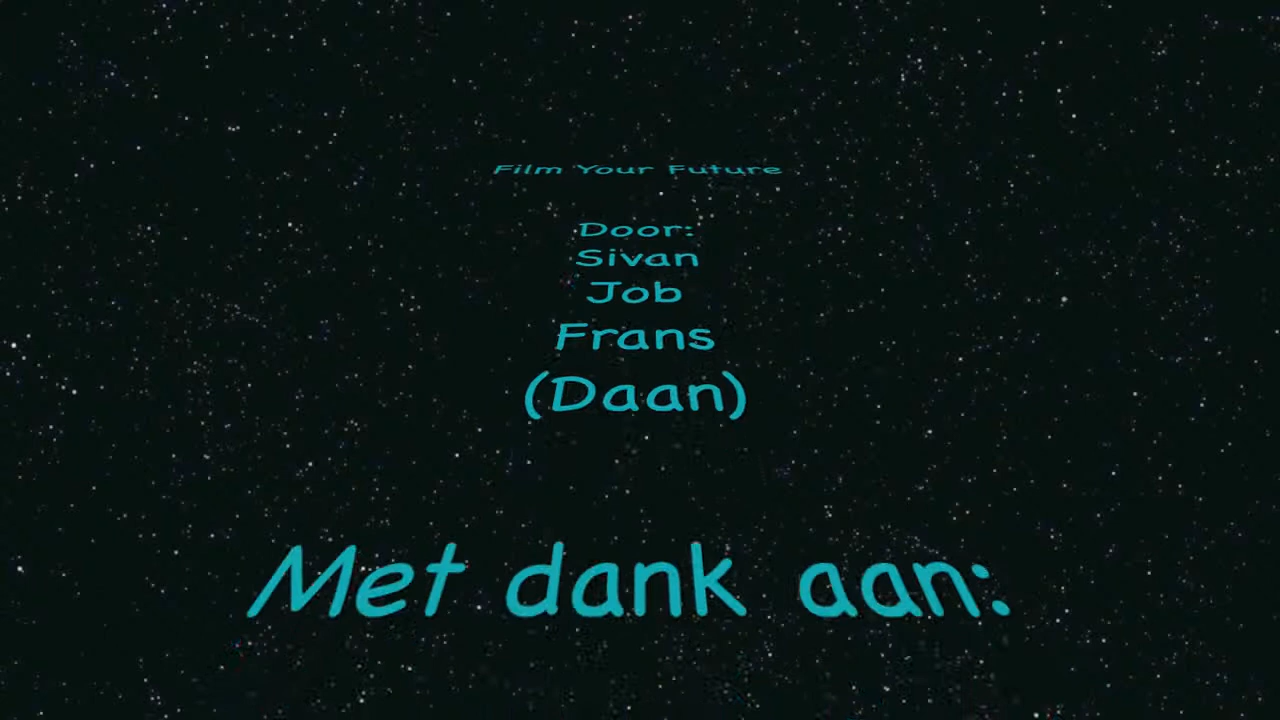 Film Your Future
Door:
Sivan
Job
Frans
(Daan)
Met dank aan: